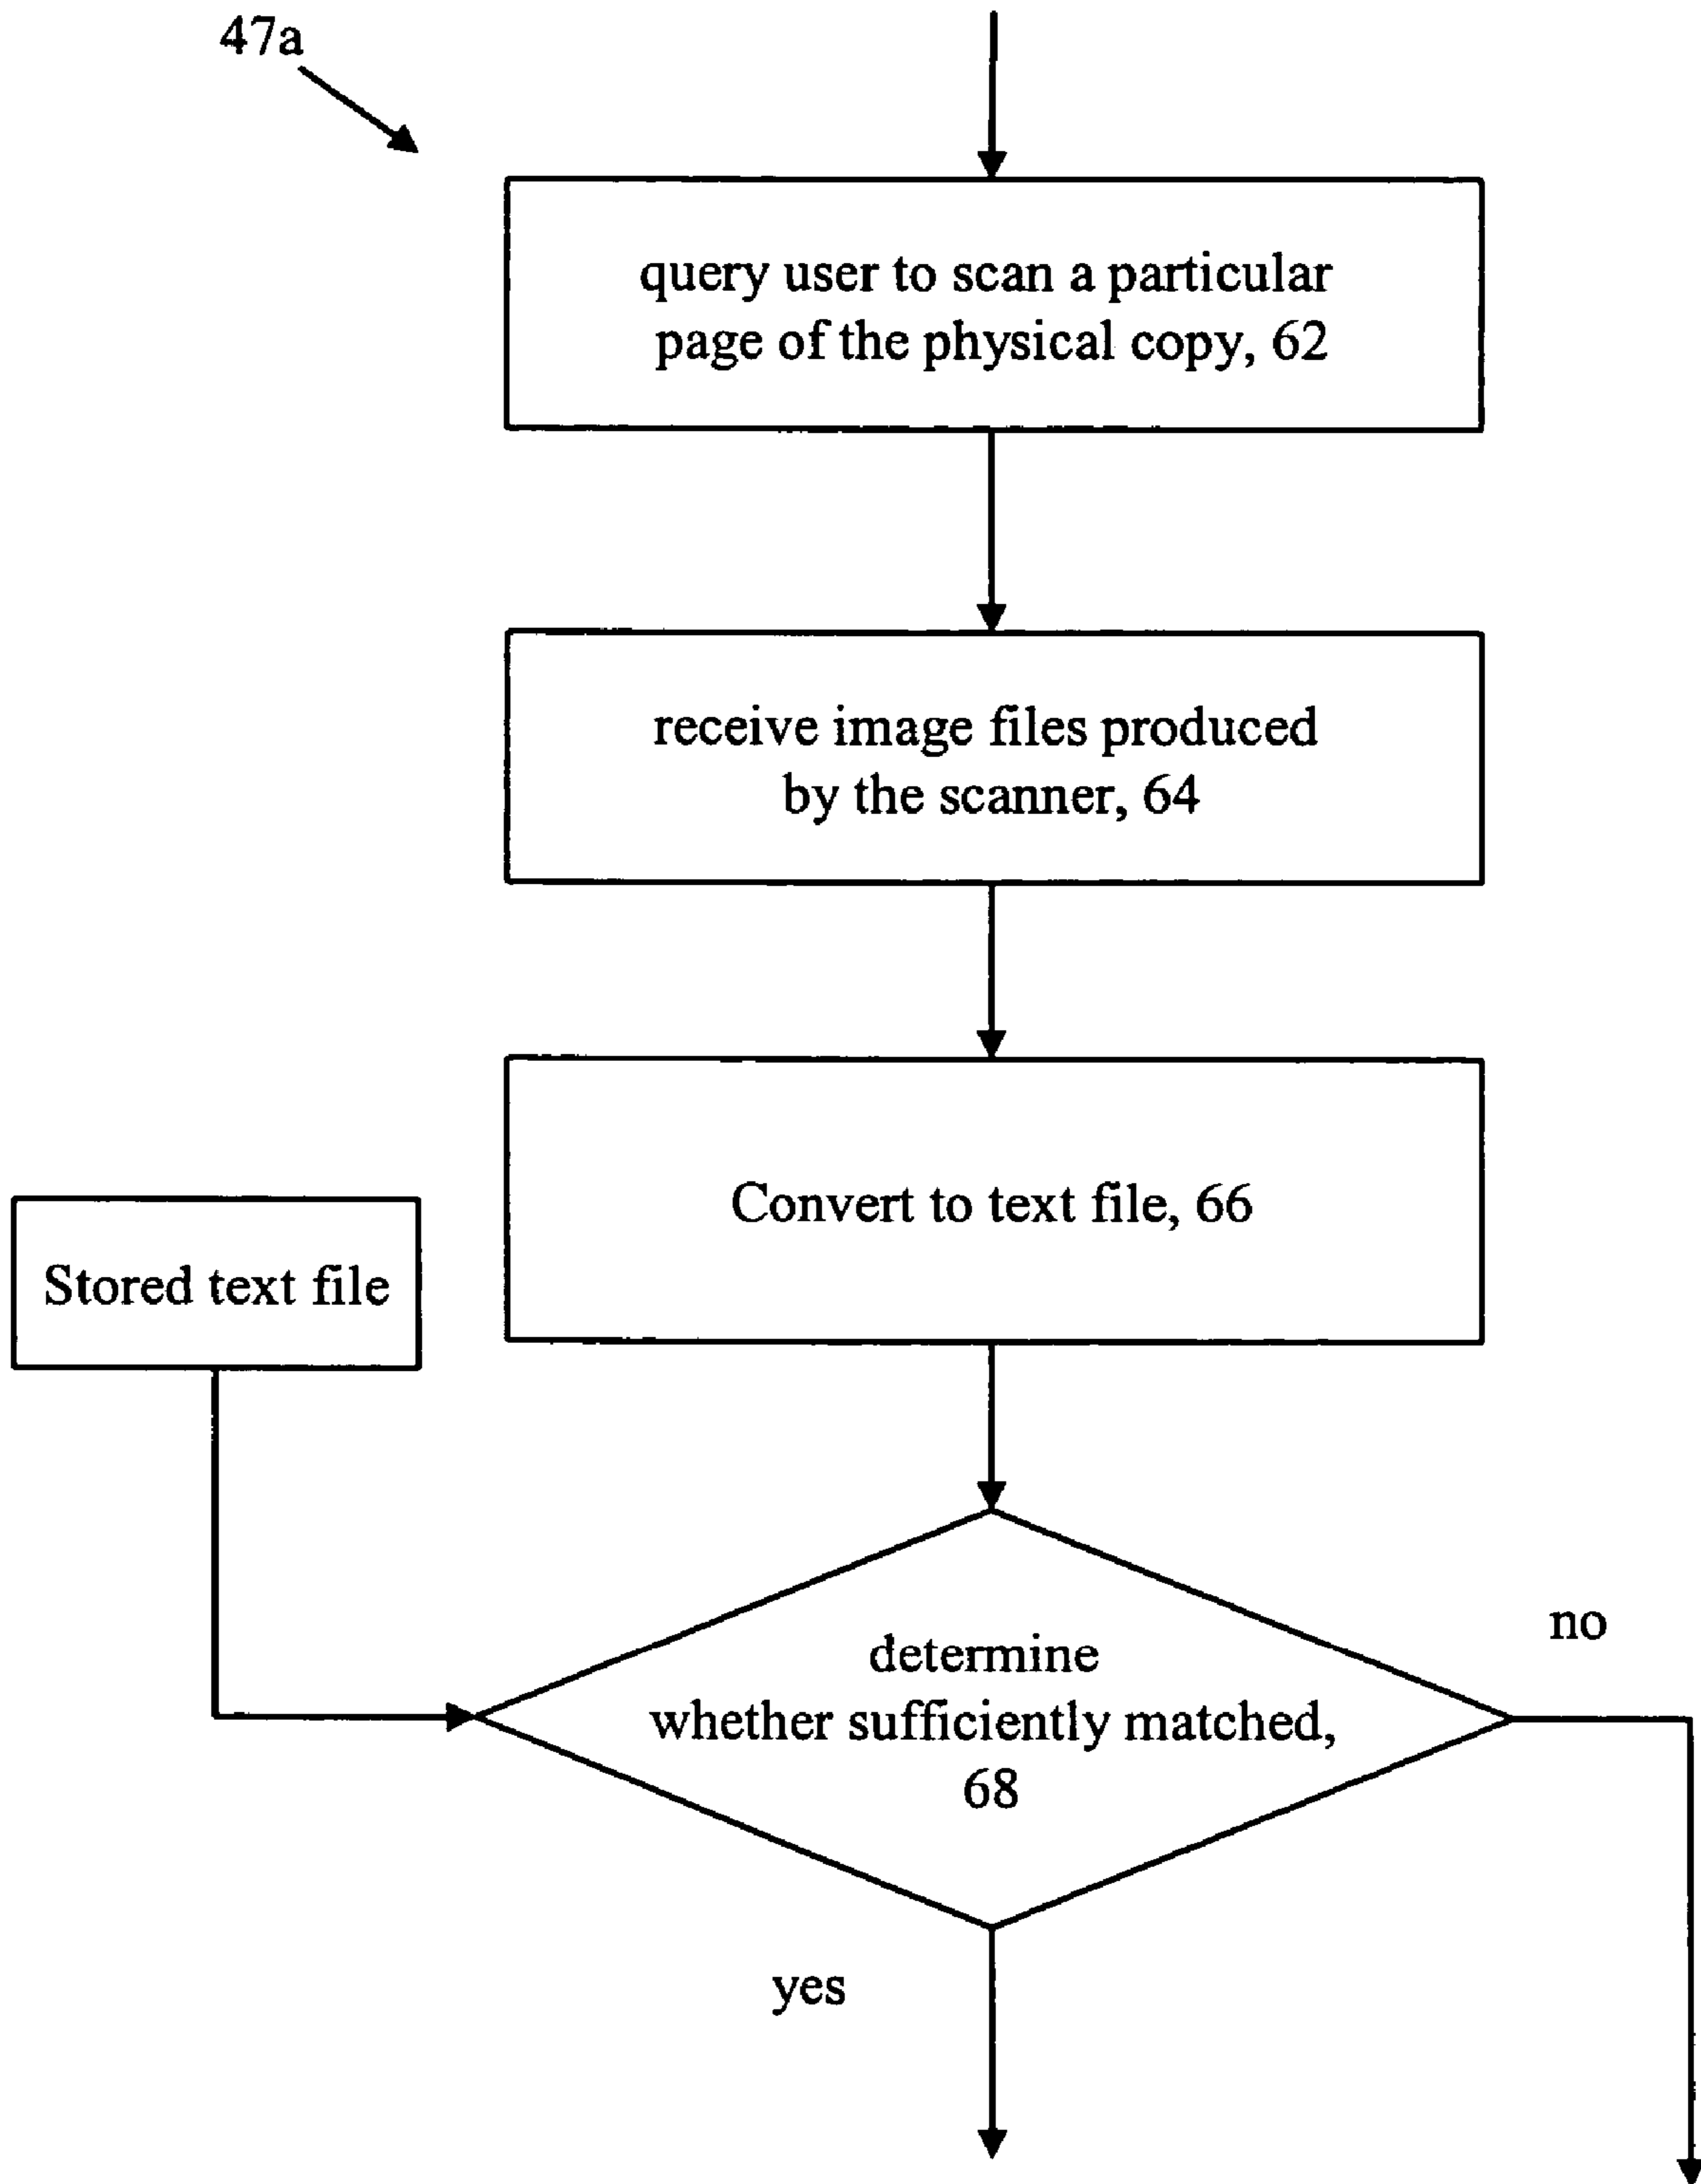 47a
query user to scan a particular
page of the physical copy, 62
receive image files produced
by the scanner, 64
Convert to text file, 66
Stored text file
determine
whether sufficiently matched,
68
no
yes